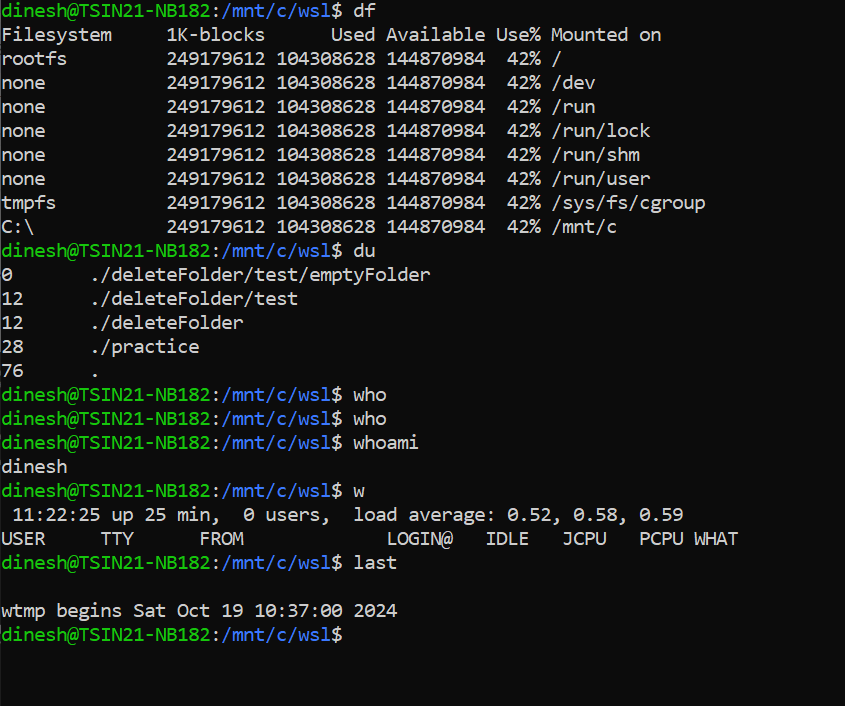 dinesh@TSIN21-NB182:/mnt/c/wsl$ df
Filesystem     1K-blocks      Used Available Use% Mounted on
rootfs         249179612 104308628 144870984  42% /
none           249179612 104308628 144870984  42% /dev
none           249179612 104308628 144870984  42% /run
none           249179612 104308628 144870984  42% /run/lock
none           249179612 104308628 144870984  42% /run/shm
none           249179612 104308628 144870984  42% /run/user
tmpfs          249179612 104308628 144870984  42% /sys/fs/cgroup
C:\            249179612 104308628 144870984  42% /mnt/c
dinesh@TSIN21-NB182:/mnt/c/wsl$ du
0       ./deleteFolder/test/emptyFolder
12      ./deleteFolder/test
12      ./deleteFolder
28      ./practice
76      .
dinesh@TSIN21-NB182:/mnt/c/wsl$ who
dinesh@TSIN21-NB182:/mnt/c/wsl$ who
dinesh@TSIN21-NB182:/mnt/c/wsl$ whoami
dinesh
dinesh@TSIN21-NB182:/mnt/c/wsl$ w
 11:22:25 up 25 min,  0 users,  load average: 0.52, 0.58, 0.59
USER     TTY      FROM             LOGIN@   IDLE   JCPU   PCPU WHAT
dinesh@TSIN21-NB182:/mnt/c/wsl$ last

wtmp begins Sat Oct 19 10:37:00 2024
dinesh@TSIN21-NB182:/mnt/c/wsl$